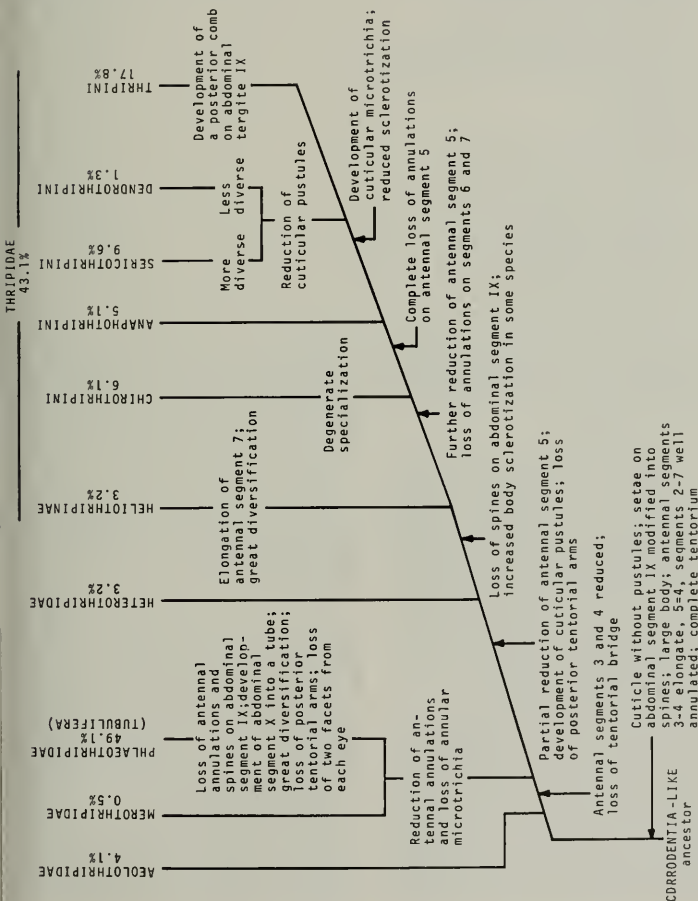 THRIPIDAE
43.1%
AEOLOTHRIPIDAE
4.1%
MEROTHRIPIDAE
0.5%
PHLAEOTHRIPIDAE
49.1%
(TUBULIFERA)
HETEROTHRIPIDAE
3.2%
HELIOTHRIPINAE
3.2%
CHIROTHRIPINI
6.1%
ANAPHOTHRIPINI
5.1%
SERICOTHRIPINI
9.6%
DENDROTHRIPINI
1.3%
THRIPINI
17.8%
Loss of antennal
annulations and
spines on abdominal
segment IX;develop-
ment of abdominal
segment X into a tube;
great diversification;
loss of posterior
tentorial arms; loss
of two facets from
each eye
Reduction of an-
tennal annulations
and loss of annular
microtrichia
Elongation of
antennal segment 7;
great diversification
Degenerate
specialization
More
diverse
Less
diverse
Reduction of
cuticular pustules
Development of
a posterior comb
on abdominal
tergite IX
Development of
cuticular microtrichia;
reduced sclerotization
Complete loss of annulations
on antennal segment 5
Further reduction of antennal segment 5;
loss of annulations on segments 6 and 7
Loss of spines on abdominal segment IX;
increased body sclerotization in some species
Partial reduction of antennal segment 5;
development of cuticular pustules; loss
of posterior tentorial arms
Antennal segments 3 and 4 reduced;
loss of tentorial bridge
Cuticle without pustules; setae on
abdominal segment IX modified into
spines; large body; antennal segments
3-4 elongate, 5=4, segments 2-7 well
annulated; complete tentorium
CORRODENTIA-LIKE
ancestor